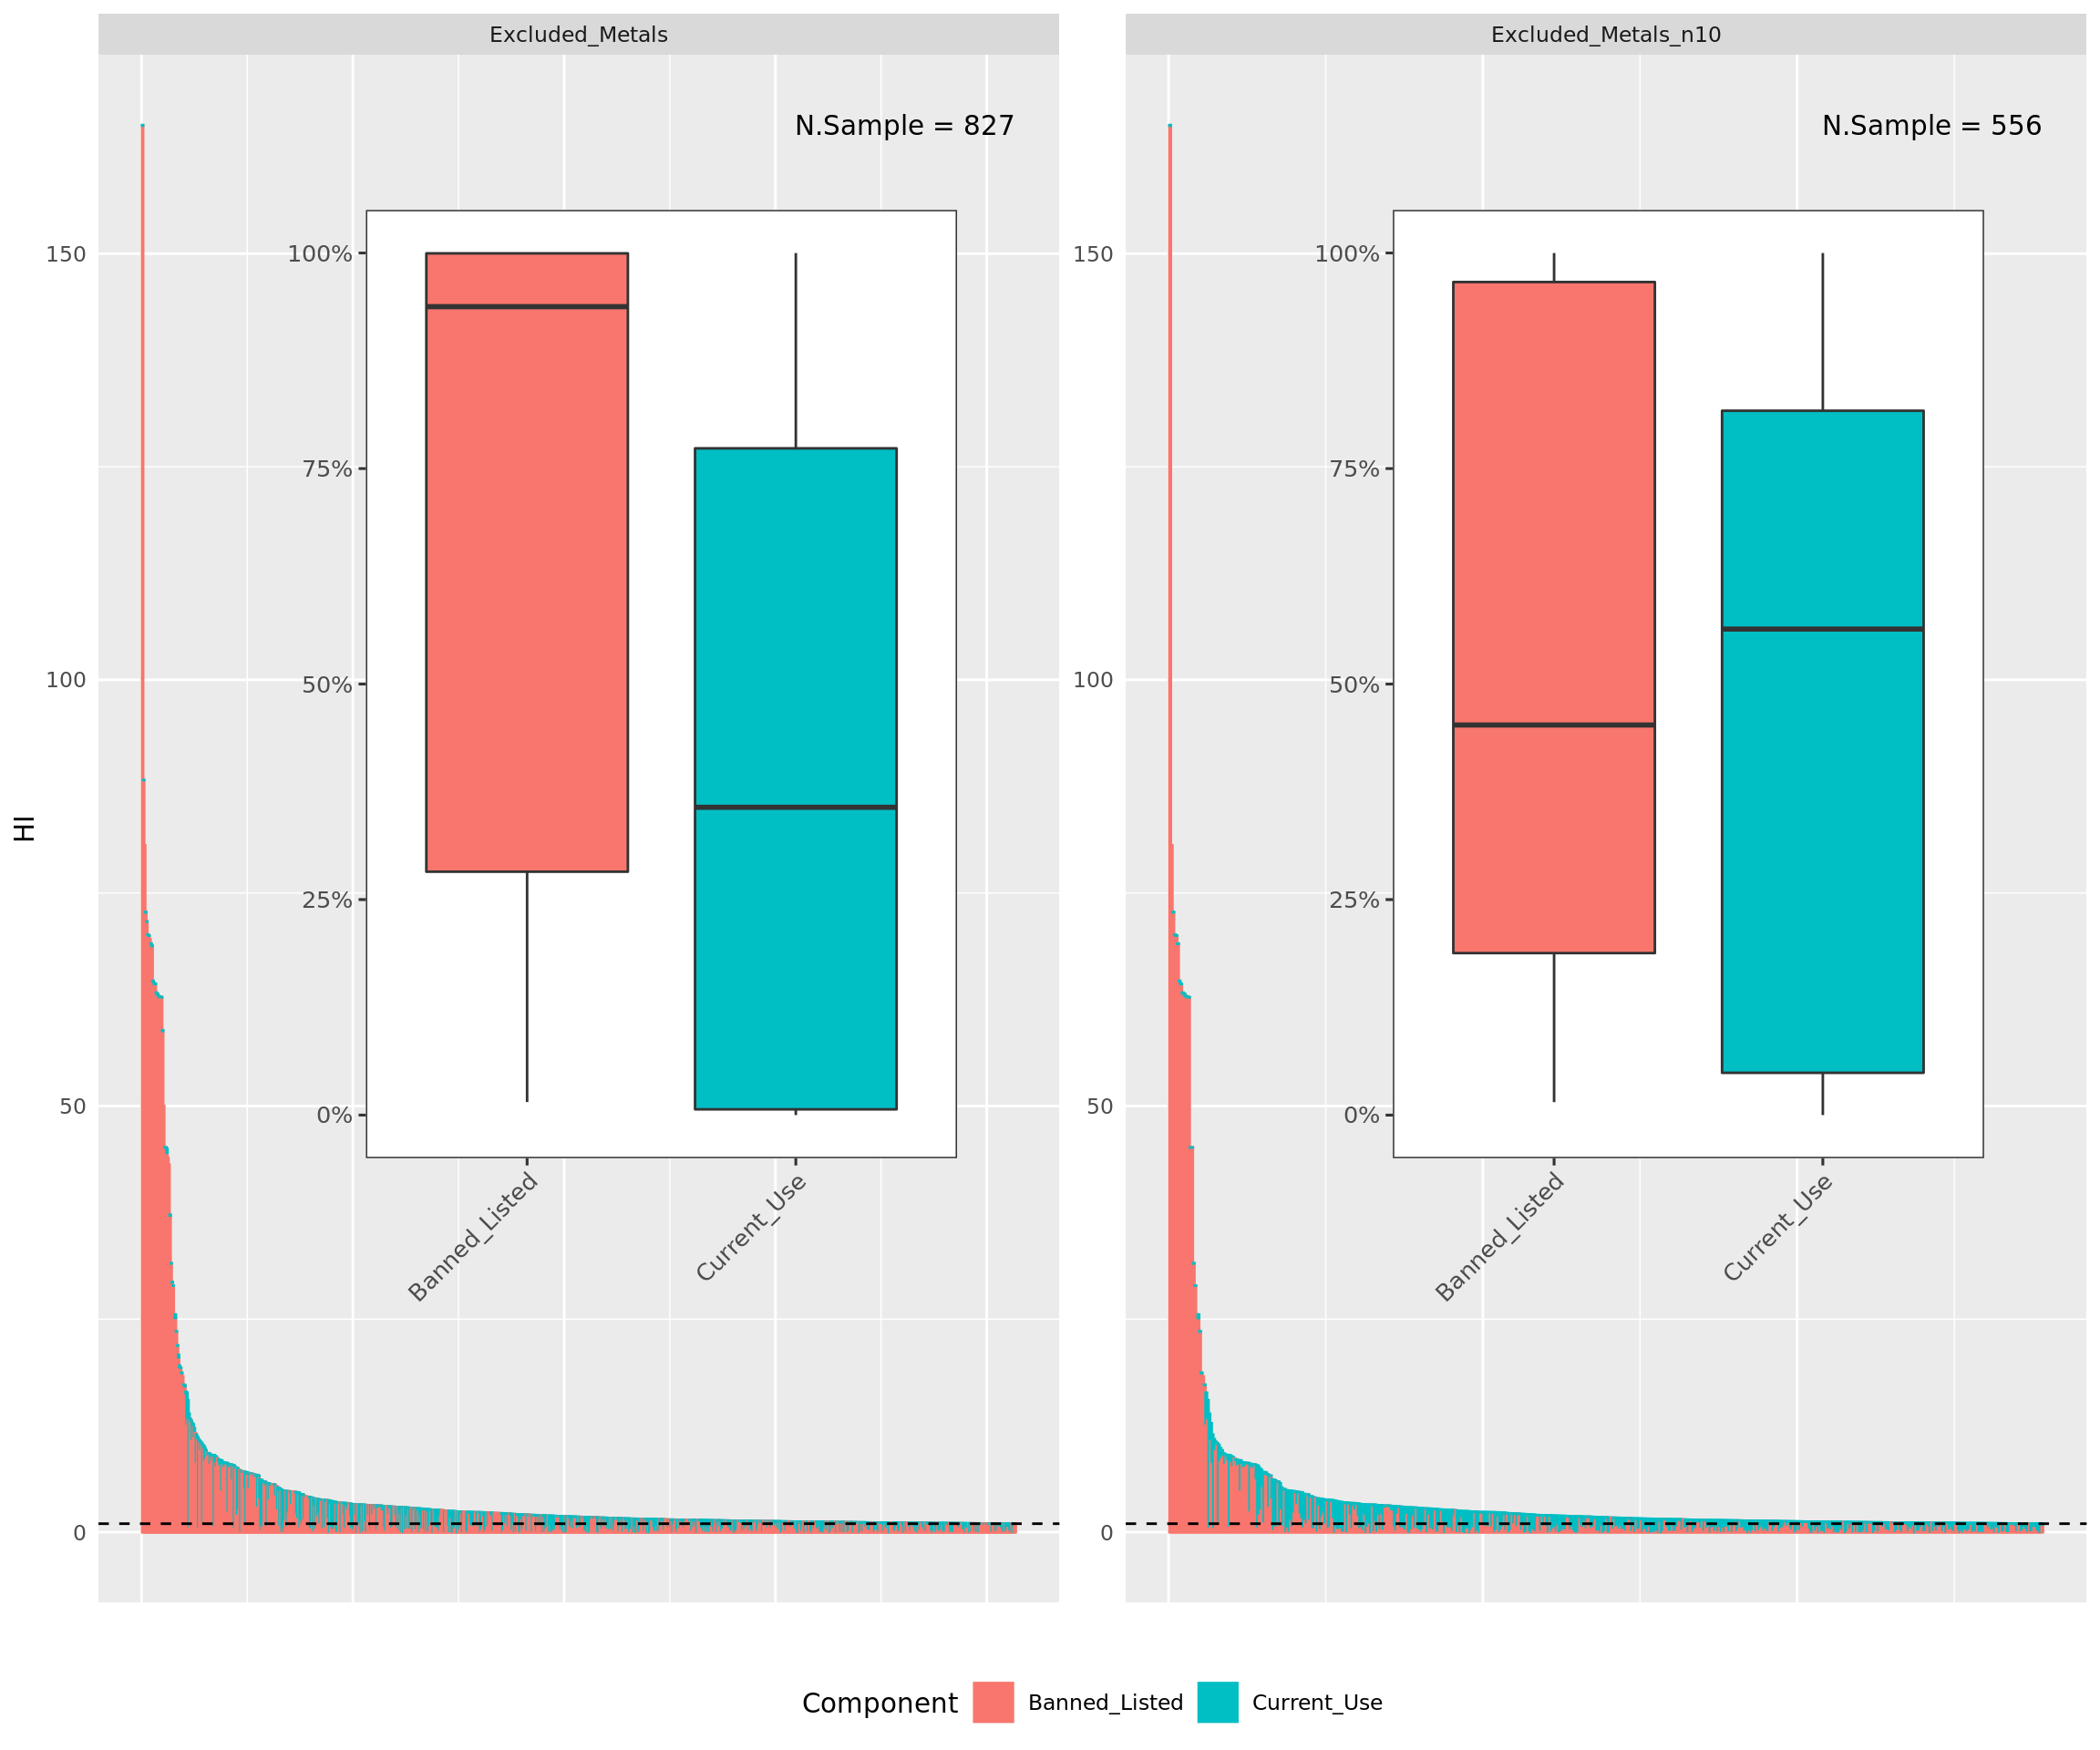 Excluded_Metals
Excluded_Metals_n10
N.Sample = 827
N.Sample = 556
HI
150
100
50
0
100%
75%
50%
25%
0%
Banned_Listed
Current_Use
150
100
50
0
100%
75%
50%
25%
0%
Banned_Listed
Current_Use
Component Banned_Listed Current_Use